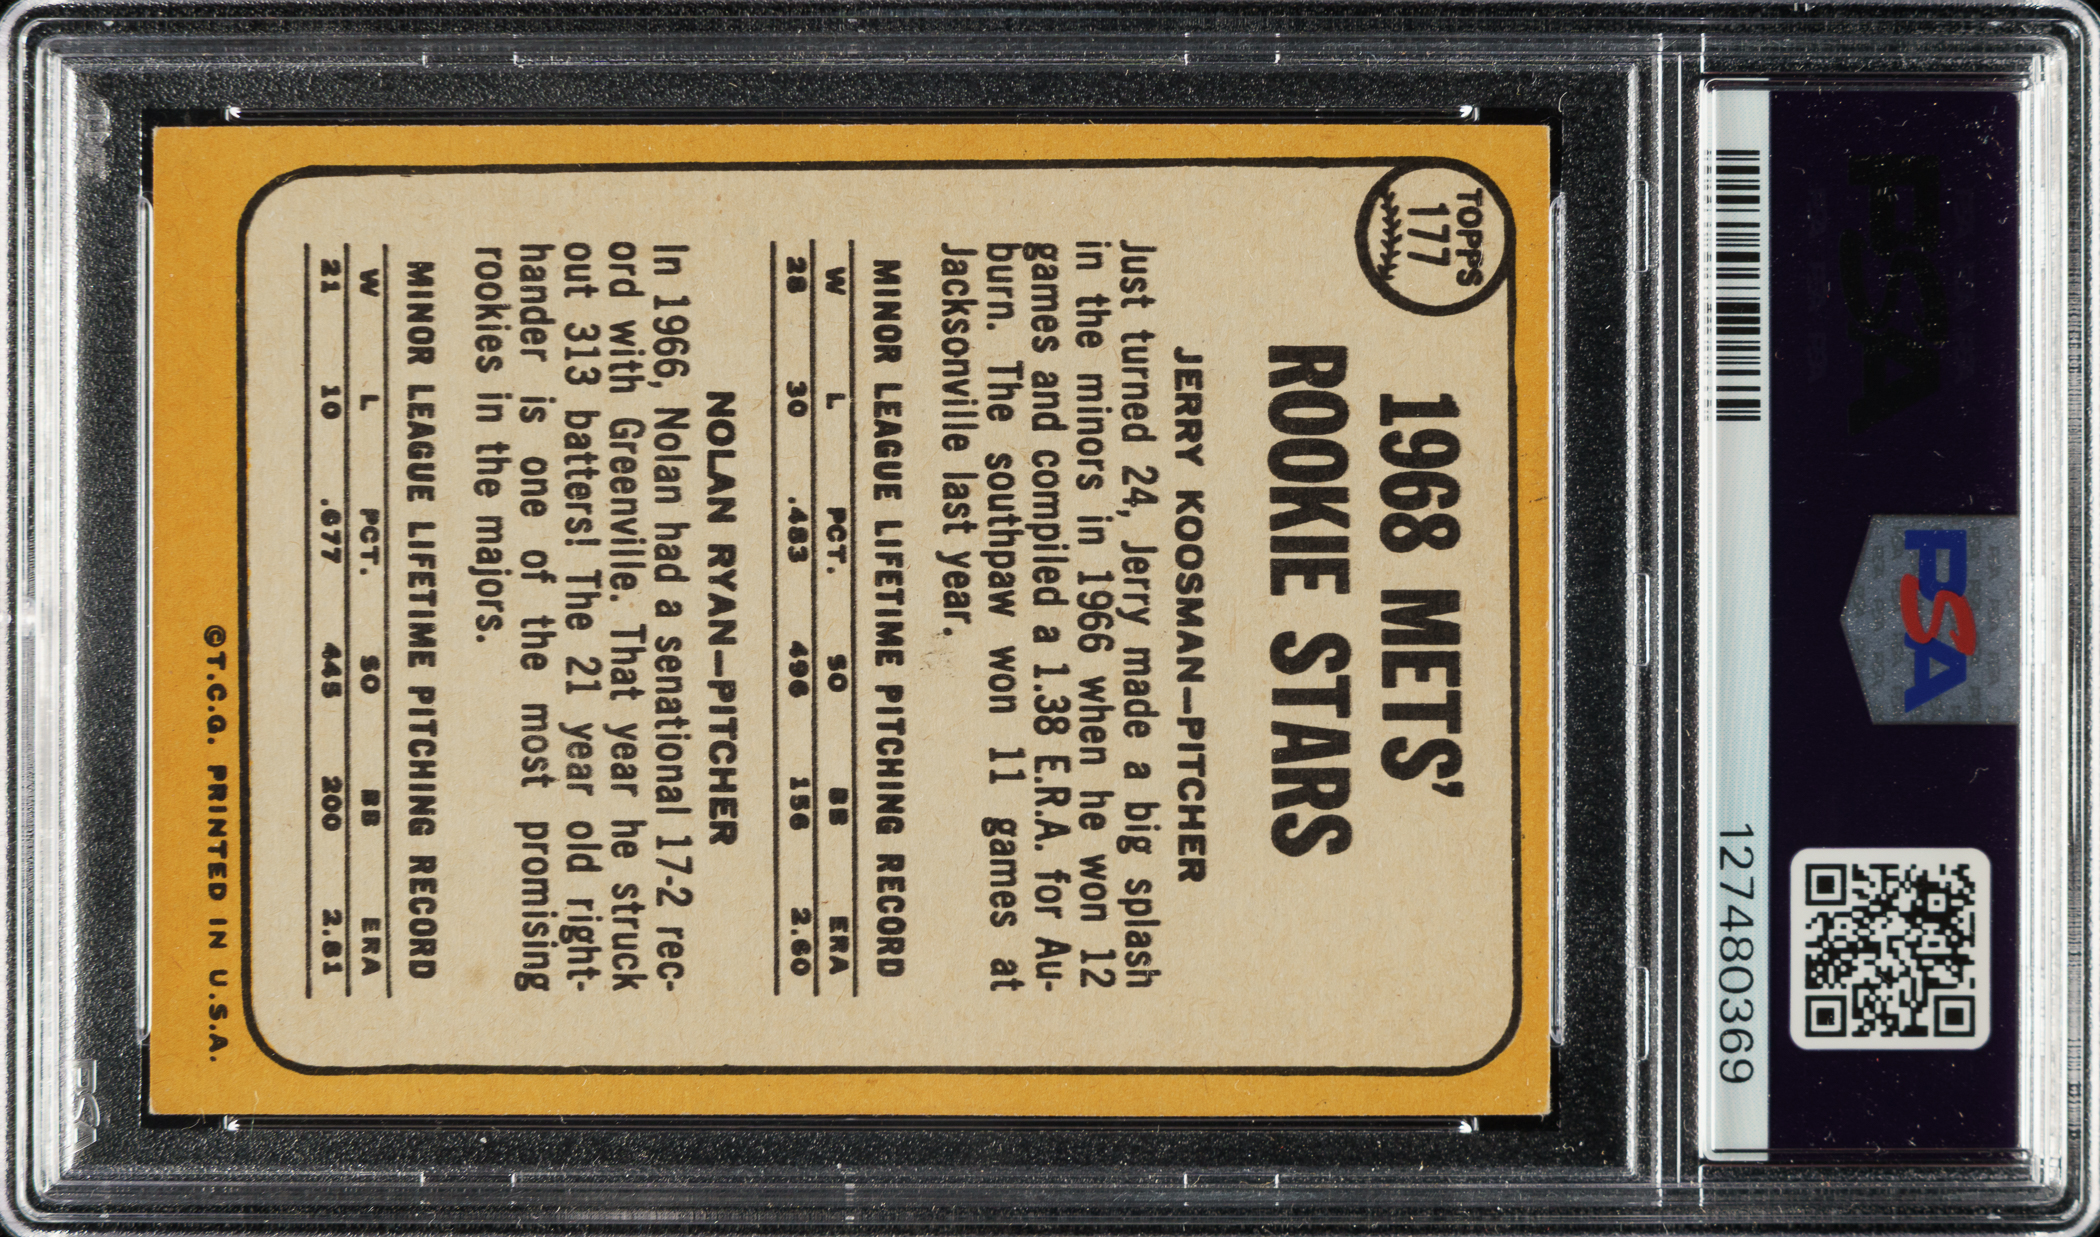 PSA
127480369
TOPPS
177
1968 METS'
ROOKIE STARS
JERRY KOOSMAN—PITCHER
Just turned 24, Jerry made a big splash
in the minors in 1966 when he won 12
games and compiled a 1.38 E.R.A. for Au-
burn. The southpaw won 11 games at
Jacksonville last year.
MINOR LEAGUE LIFETIME PITCHING RECORD
W L PCT. SO BB ERA
28 30 .483 496 156 2.60
NOLAN RYAN—PITCHER
In 1966, Nolan had a senational 17-2 rec-
ord with Greenville. That year he struck
out 313 batters! The 21 year old right-
hander is one of the most promising
rookies in the majors.
MINOR LEAGUE LIFETIME PITCHING RECORD
W L PCT. SO BB ERA
21 10 .677 445 200 2.81
©T.C.G. PRINTED IN U.S.A.
PSA